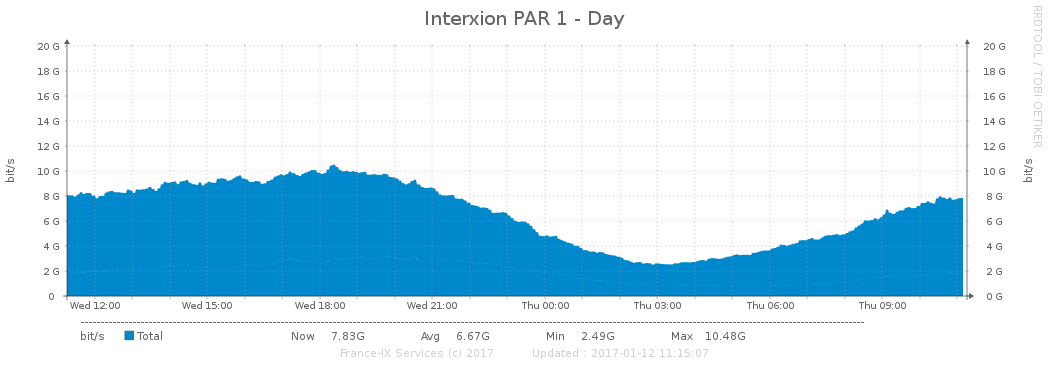 Interxion PAR 1 - Day
RRDTOOL / TOBI OETIKER
bit/s
20 G
18 G
16 G
14 G
12 G
10 G
8 G
6 G
4 G
2 G
0
20 G
18 G
16 G
14 G
12 G
10 G
8 G
6 G
4 G
2 G
0 G
bit/s
Wed 12:00 Wed 15:00 Wed 18:00 Wed 21:00 Thu 00:00 Thu 03:00 Thu 06:00 Thu 09:00
bit/s Total Now 7.83G Avg 6.67G Min 2.49G Max 10.48G
France-IX Services (c) 2017 Updated : 2017-01-12 11:15:07